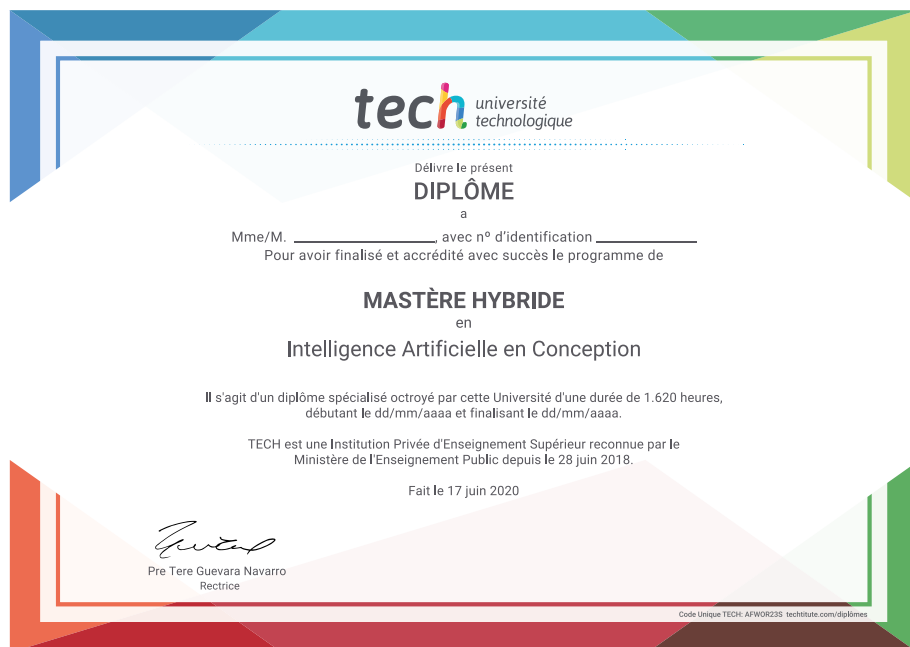 tech université
technologique
Délivre le présent
DIPLÔME
a
Mme/M. ____________, avec nº d'identification ____________
Pour avoir finalisé et accrédité avec succès le programme de
MASTÈRE HYBRIDE
en
Intelligence Artificielle en Conception
Il s'agit d'un diplôme spécialisé octroyé par cette Université d'une durée de 1.620 heures,
débutant le dd/mm/aaaa et finalisant le dd/mm/aaaa.
TECH est une Institution Privée d'Enseignement Supérieur reconnue par le
Ministère de l'Enseignement Public depuis le 28 juin 2018.
Fait le 17 juin 2020
Pre Tere Guevara Navarro
Rectrice
Code Unique TECH: AFWOR23S techtitute.com/diplômes